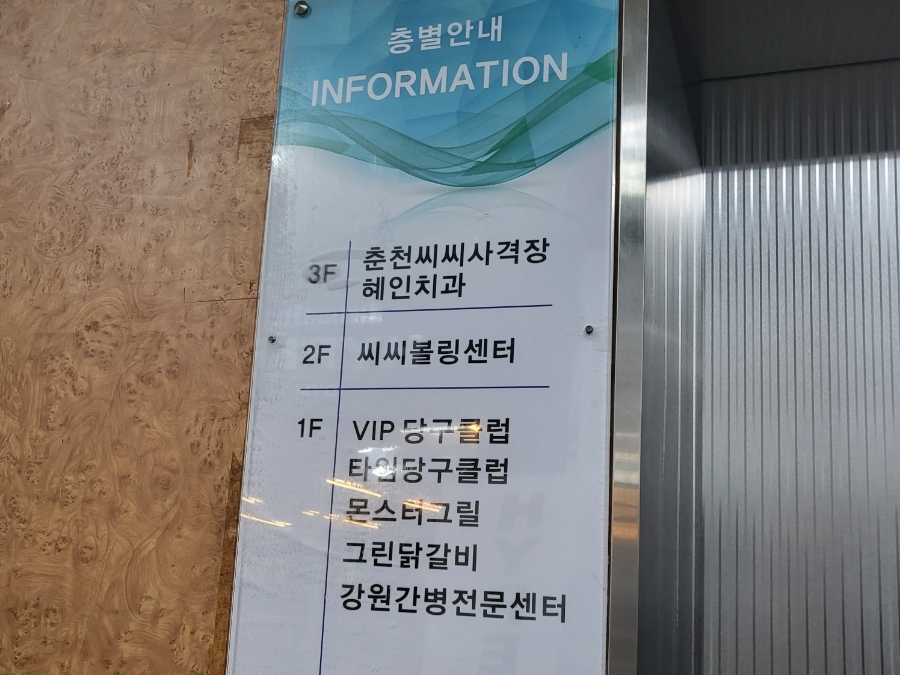 층별안내
INFORMATION
3F 춘천씨씨사격장
혜인치과
2F 씨씨볼링센터
1F VIP 당구클럽
타임당구클럽
몬스터그릴
그린닭갈비
강원간병전문센터